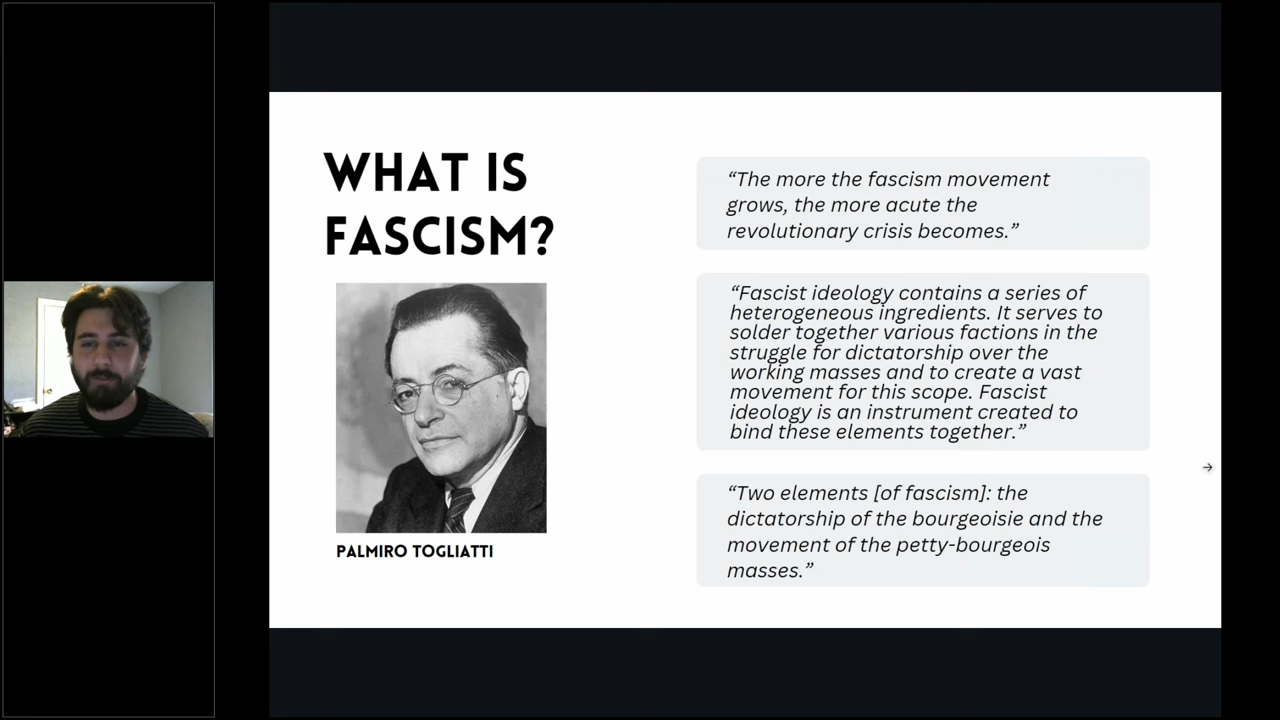 WHAT IS
FASCISM?
PALMIRO TOGLIATTI
“The more the fascism movement
grows, the more acute the
revolutionary crisis becomes.”
“Fascist ideology contains a series of
heterogeneous ingredients. It serves to
solder together various factions in the
struggle for dictatorship over the
working masses and to create a vast
movement for this scope. Fascist
ideology is an instrument created to
bind these elements together.”
“Two elements [of fascism]: the
dictatorship of the bourgeoisie and the
movement of the petty-bourgeois
masses.”